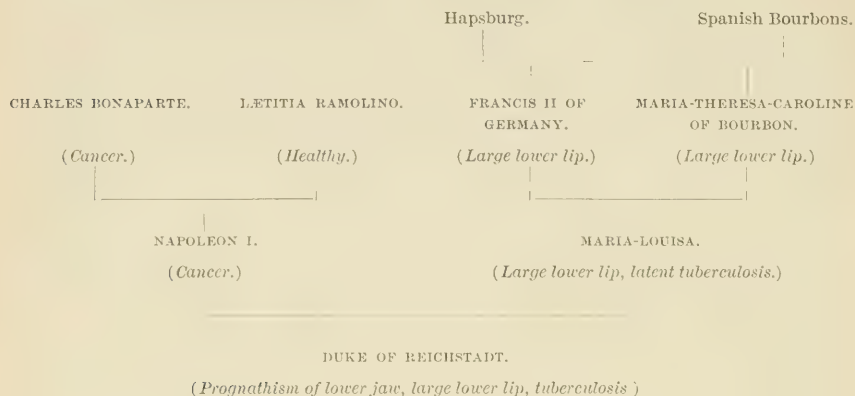 Hapsburg. Spanish Bourbons.
CHARLES BONAPARTE. LÆTITIA RAMOLINO. FRANCIS II OF GERMANY. MARIA-THERESA-CAROLINE OF BOURBON.
(Cancer.) (Healthy.) (Large lower lip.) (Large lower lip.)
NAPOLEON I. MARIA-LOUISA.
(Cancer.) (Large lower lip, latent tuberculosis.)
DUKE OF REICHSTADT.
(Prognathism of lower jaw, large lower lip, tuberculosis )